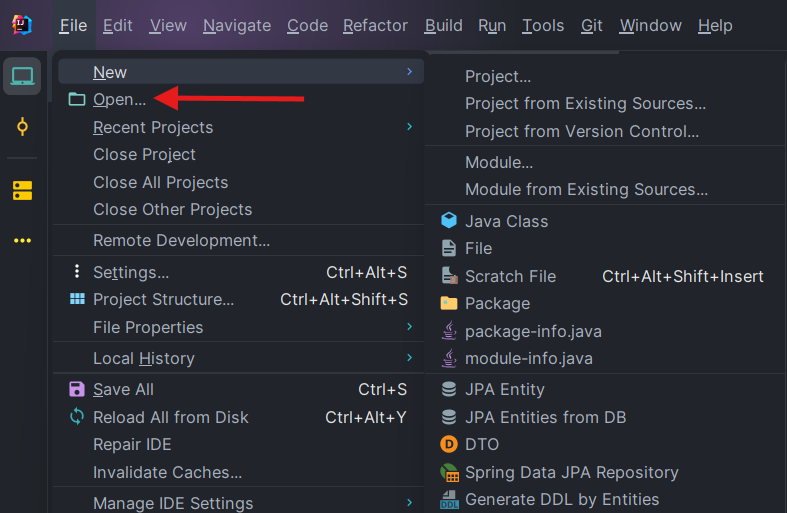 File Edit View Navigate Code Refactor Build Run Tools Git Window Help
New
Open...
Recent Projects
Close Project
Close All Projects
Close Other Projects
Remote Development...
Settings... Ctrl+Alt+S
Project Structure... Ctrl+Alt+Shift+S
File Properties
Local History
Save All Ctrl+S
Reload All from Disk Ctrl+Alt+Y
Repair IDE
Invalidate Caches...
Manage IDE Settings
Project...
Project from Existing Sources...
Project from Version Control...
Module...
Module from Existing Sources...
Java Class
File
Scratch File Ctrl+Alt+Shift+Insert
Package
package-info.java
module-info.java
JPA Entity
JPA Entities from DB
D DTO
Spring Data JPA Repository
DDL Generate DDL by Entities